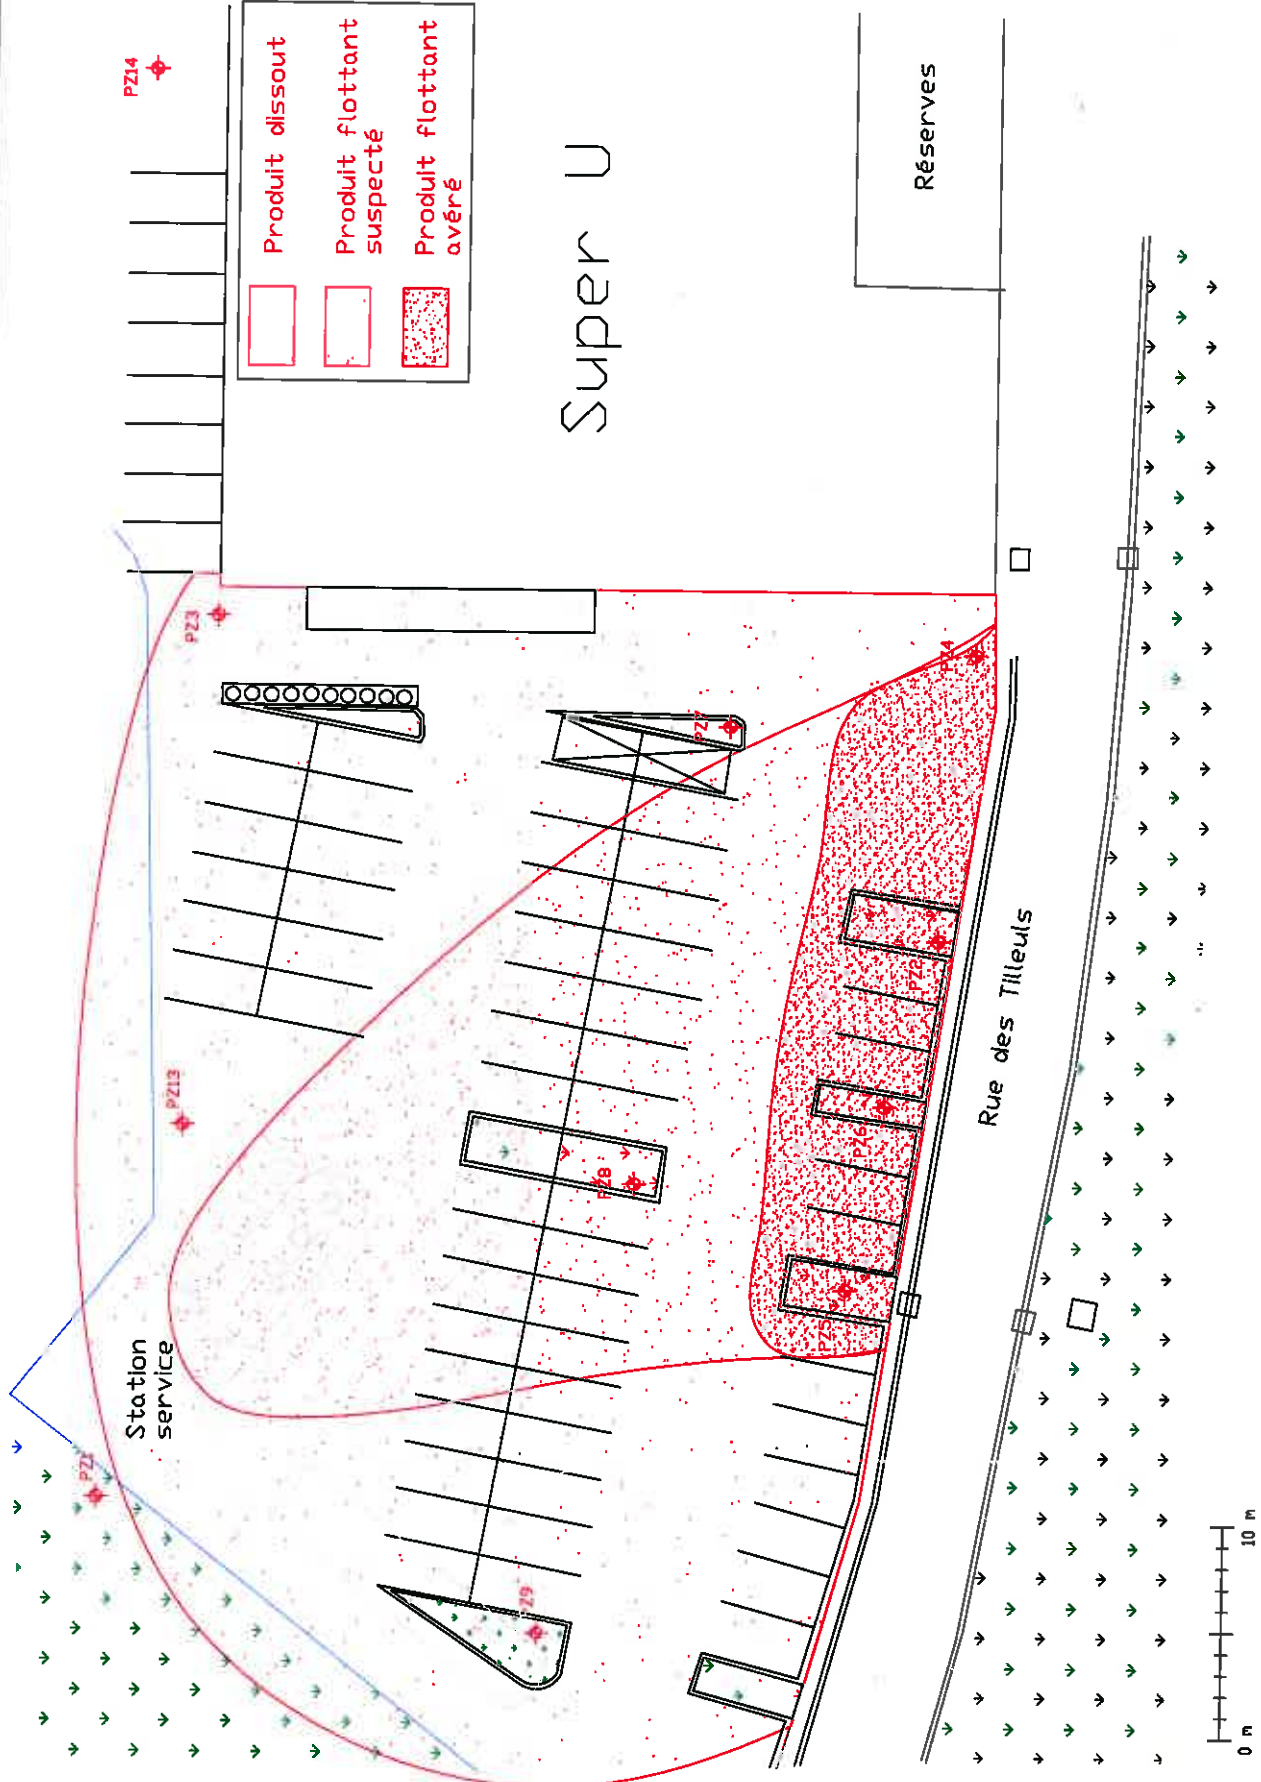 PZ14
Produit dissout
Produit flottant
suspecté
Produit flottant
avéré
Super U
Réserves
PZ3
PZ4
PZ7
PZ13
PZ2
PZ6
PZ8
PZ5
Rue des Tilleuls
Station
service
PZ1
Z9
0 m
10 m